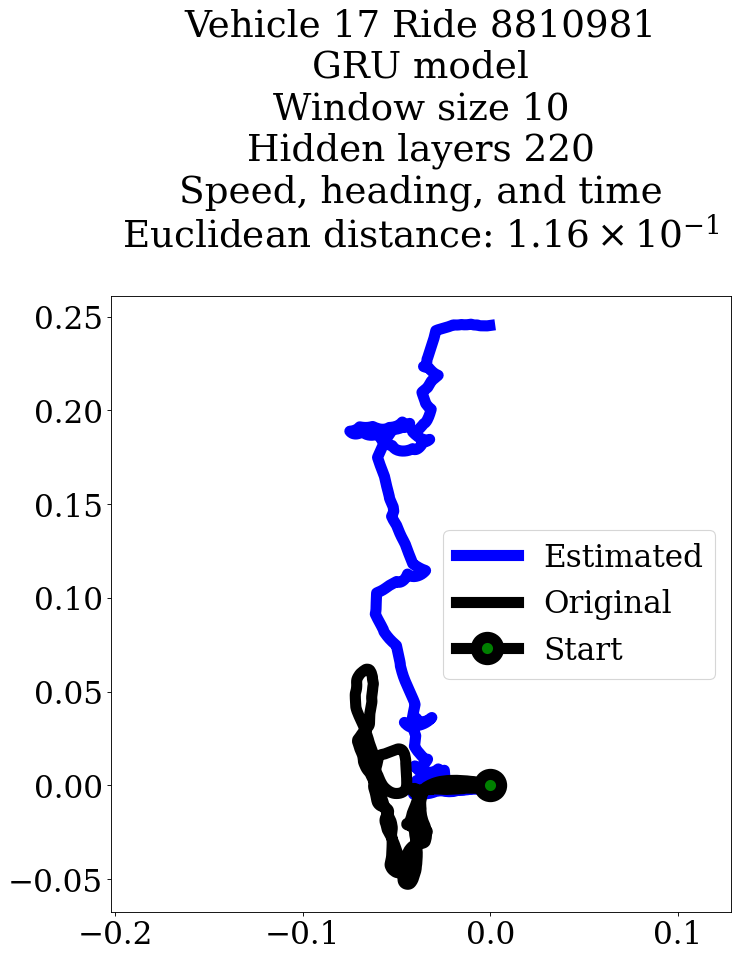 Vehicle 17 Ride 8810981
GRU model
Window size 10
Hidden layers 220
Speed, heading, and time
Euclidean distance: 1.16 × 10⁻¹
0.25
0.20
0.15
0.10
0.05
0.00
−0.05
Estimated
Original
Start
−0.2
−0.1
0.0
0.1